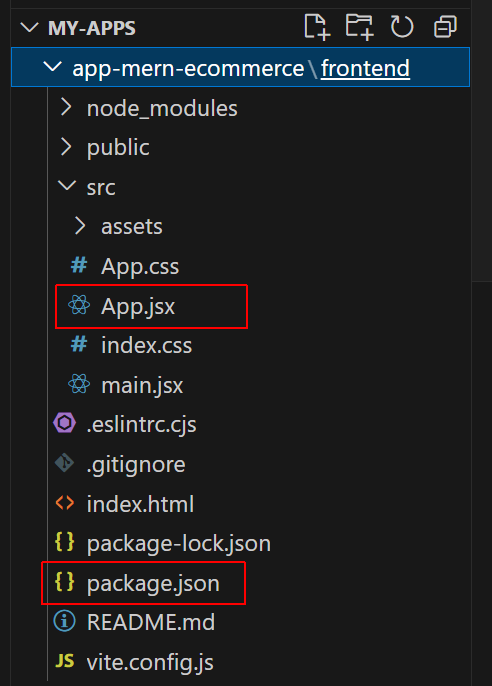 MY-APPS
app-mern-ecommerce\frontend
node_modules
public
src
assets
# App.css
App.jsx
# index.css
main.jsx
.eslintrc.cjs
.gitignore
<> index.html
{} package-lock.json
{} package.json
README.md
JS vite.config.js